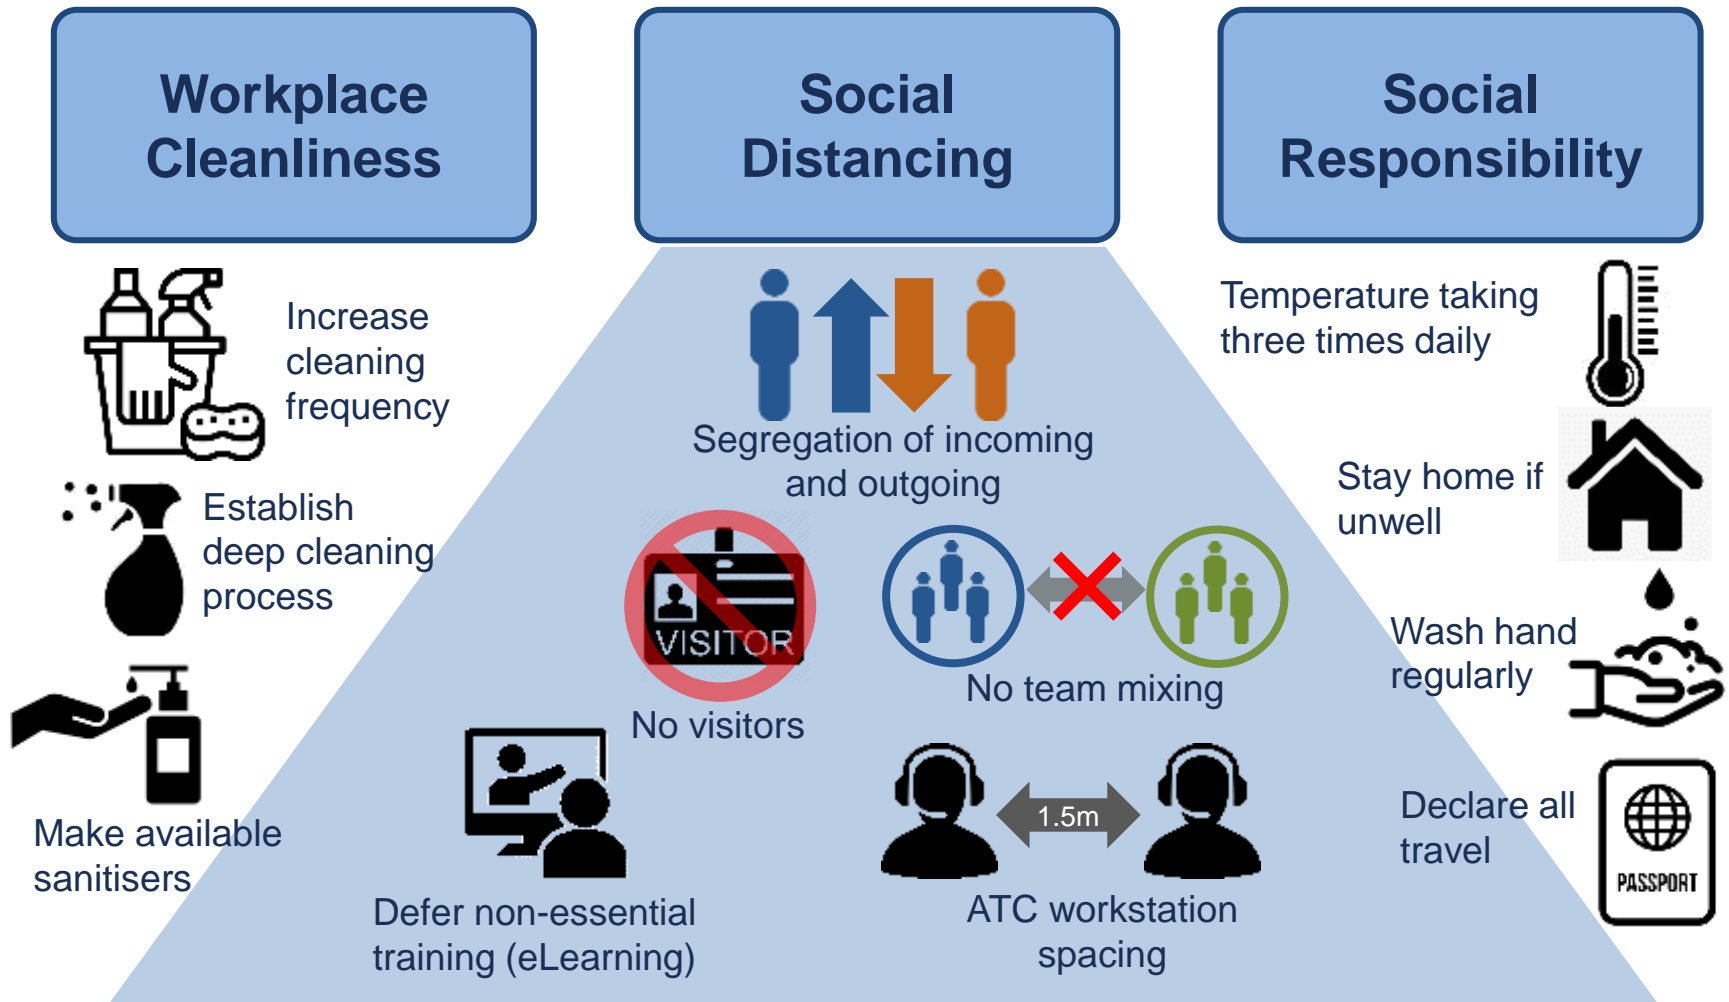 Workplace
Cleanliness
Increase
cleaning
frequency
Establish
deep cleaning
process
Make available
sanitisers
Social
Distancing
Segregation of incoming
and outgoing
VISITOR
No visitors
No team mixing
Defer non-essential
training (eLearning)
1.5m
ATC workstation
spacing
Social
Responsibility
Temperature taking
three times daily
Stay home if
unwell
Wash hand
regularly
Declare all
travel
PASSPORT